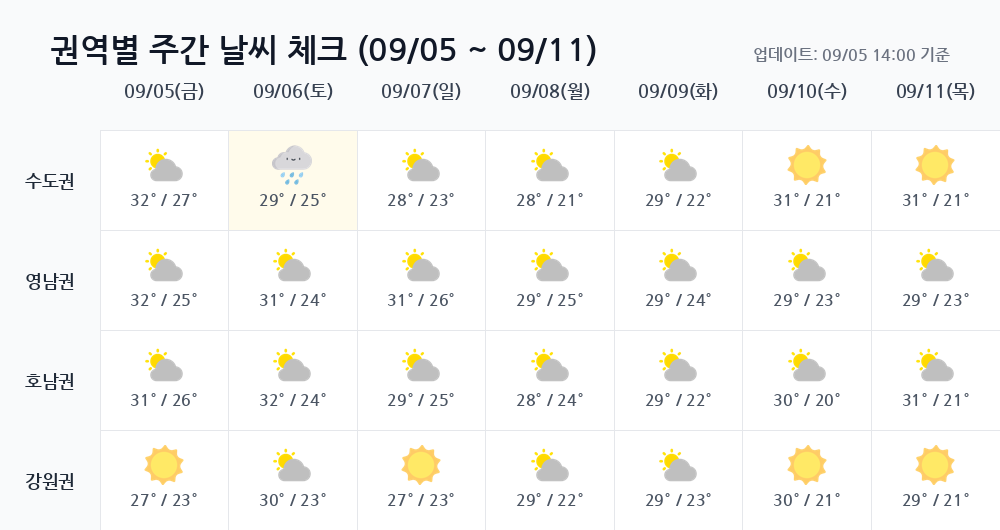 권역별 주간 날씨 체크 (09/05 ~ 09/11)
업데이트: 09/05 14:00 기준
09/05(금) 09/06(토) 09/07(일) 09/08(월) 09/09(화) 09/10(수) 09/11(목)
수도권 32° / 27° 29° / 25° 28° / 23° 28° / 21° 29° / 22° 31° / 21° 31° / 21°
영남권 32° / 25° 31° / 24° 31° / 26° 29° / 25° 29° / 24° 29° / 23° 29° / 23°
호남권 31° / 26° 32° / 24° 29° / 25° 28° / 24° 29° / 22° 30° / 20° 31° / 21°
강원권 27° / 23° 30° / 23° 27° / 23° 29° / 22° 29° / 23° 30° / 21° 29° / 21°